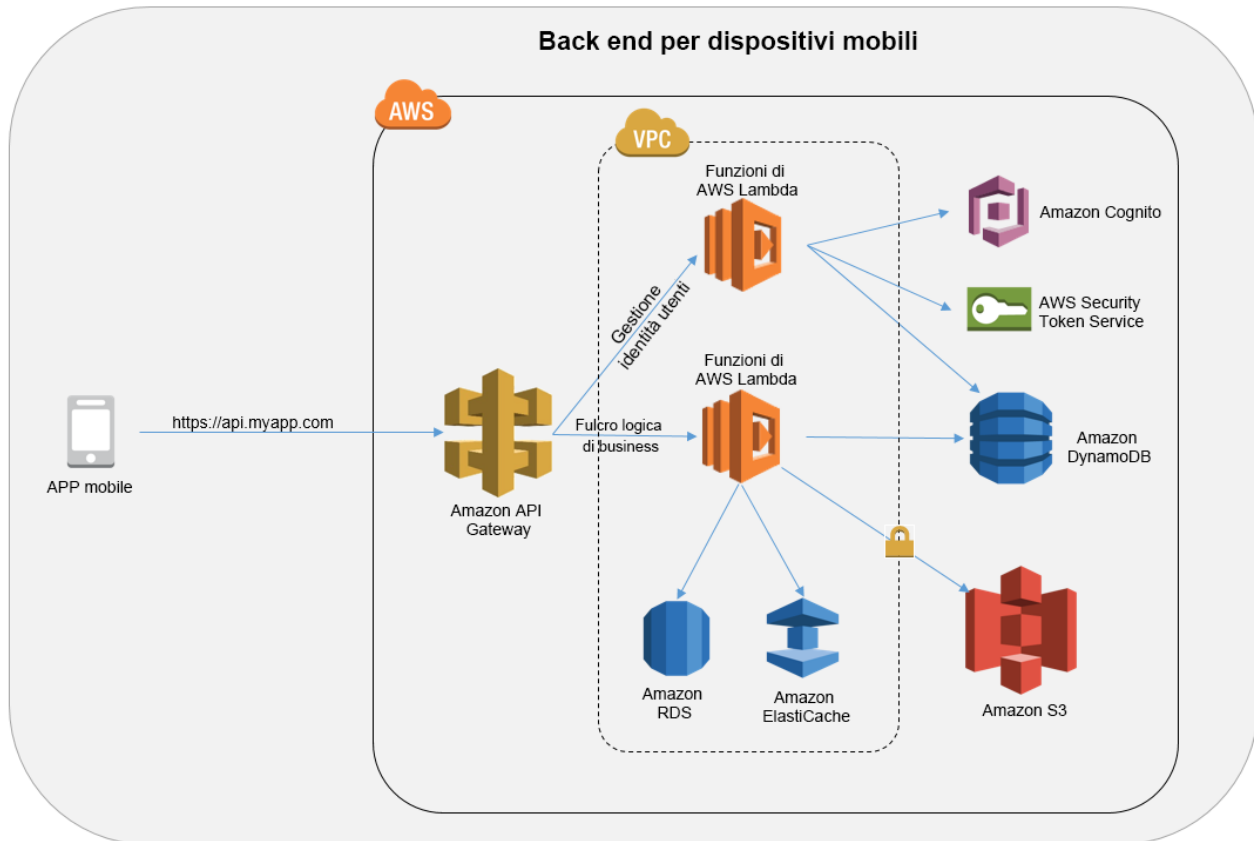 Back end per dispositivi mobili
AWS
VPC
Funzioni di
AWS Lambda
Amazon Cognito
Gestione
identità utenti
AWS Security
Token Service
Funzioni di
AWS Lambda
https://api.myapp.com
Fulcro logica
di business
Amazon
DynamoDB
APP mobile
Amazon API
Gateway
Amazon
RDS
Amazon
ElastiCache
Amazon S3